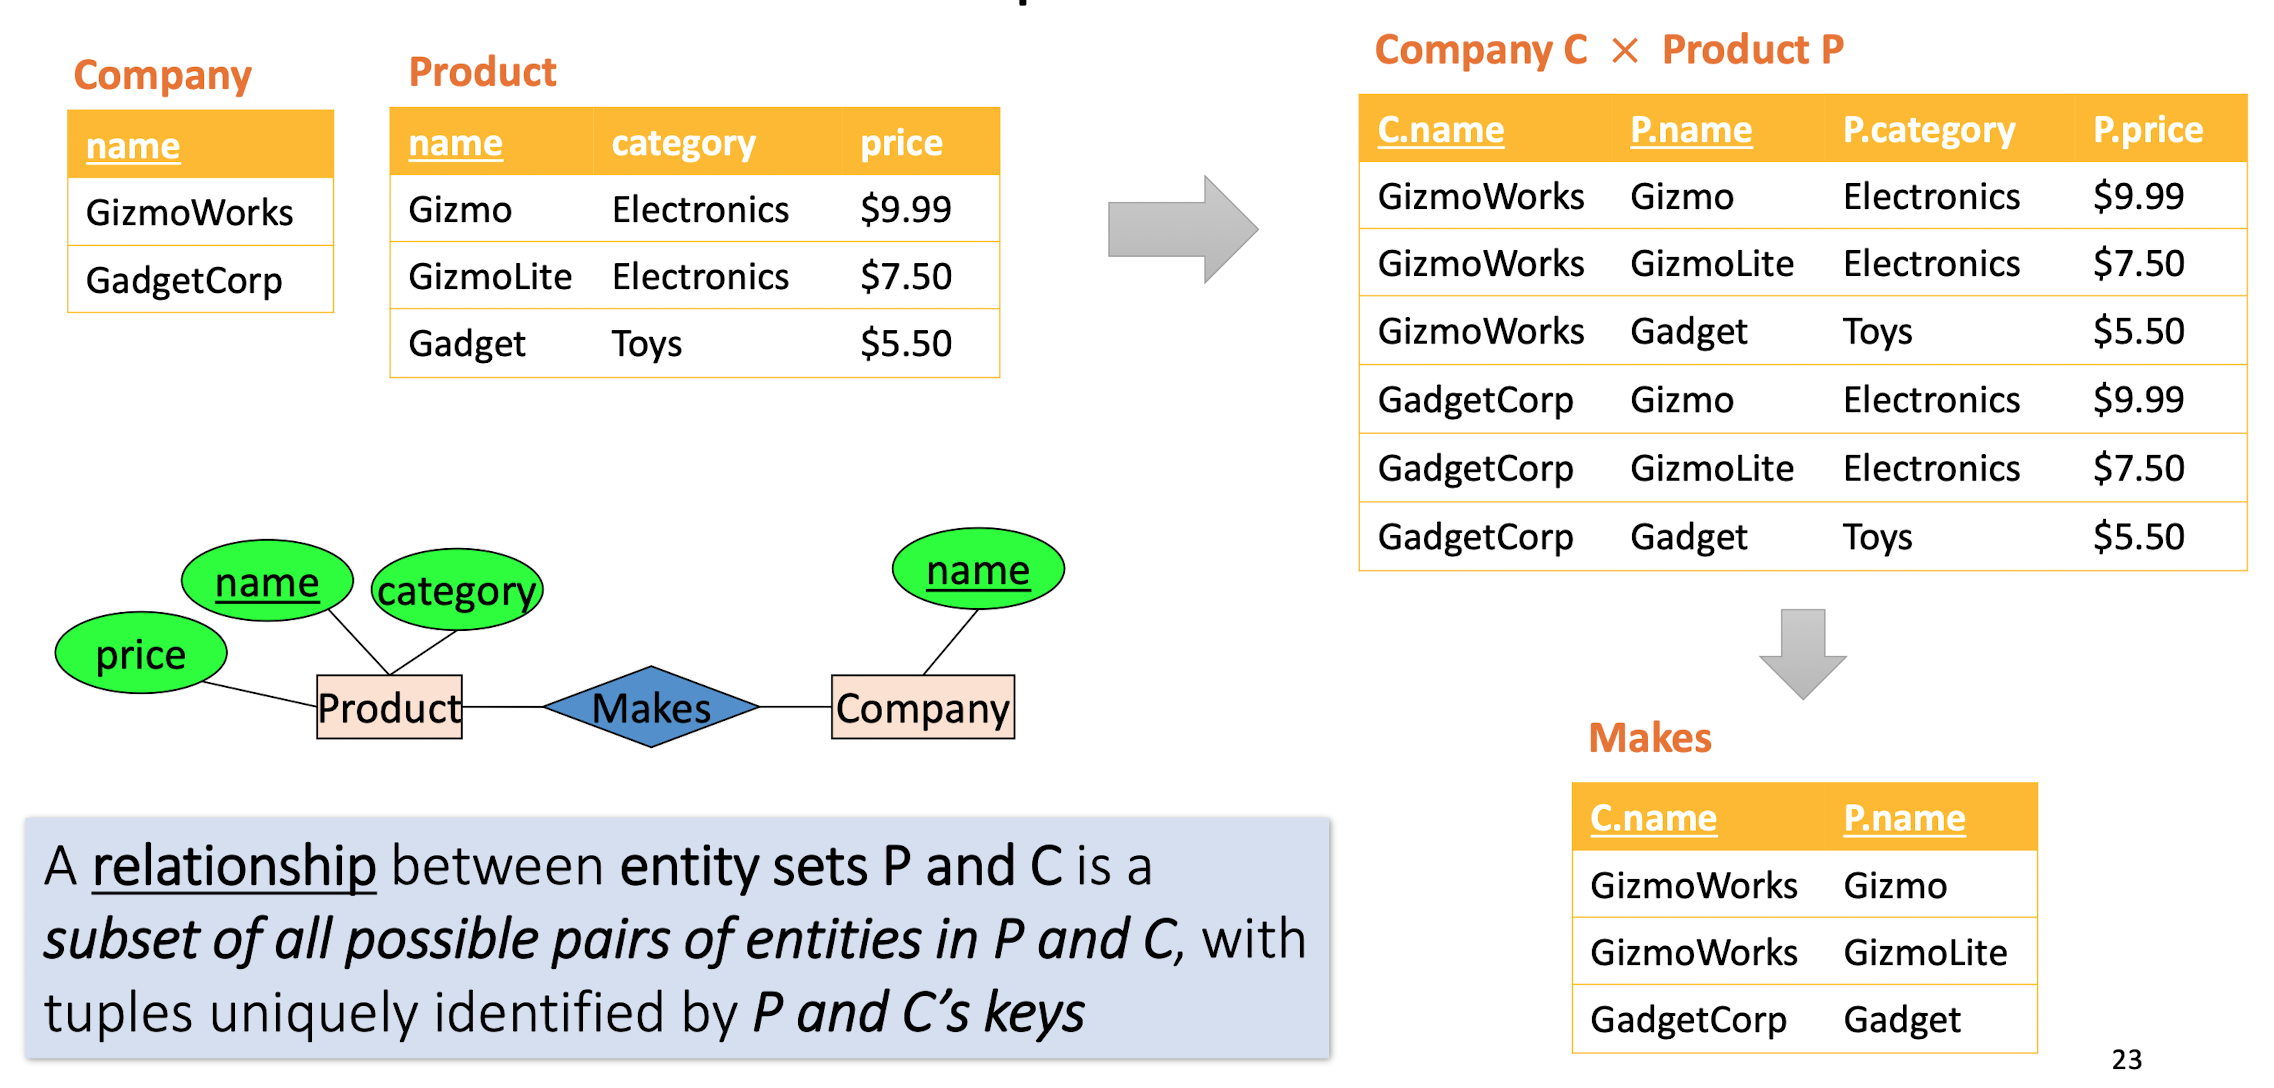 Company
name
GizmoWorks
GadgetCorp
Product
name category price
Gizmo Electronics $9.99
GizmoLite Electronics $7.50
Gadget Toys $5.50
Company C × Product P
C.name P.name P.category P.price
GizmoWorks Gizmo Electronics $9.99
GizmoWorks GizmoLite Electronics $7.50
GizmoWorks Gadget Toys $5.50
GadgetCorp Gizmo Electronics $9.99
GadgetCorp GizmoLite Electronics $7.50
GadgetCorp Gadget Toys $5.50
price
name
category
name
Product
Makes
Company
A relationship between entity sets P and C is a
subset of all possible pairs of entities in P and C, with
tuples uniquely identified by P and C’s keys
Makes
C.name P.name
GizmoWorks Gizmo
GizmoWorks GizmoLite
GadgetCorp Gadget
23